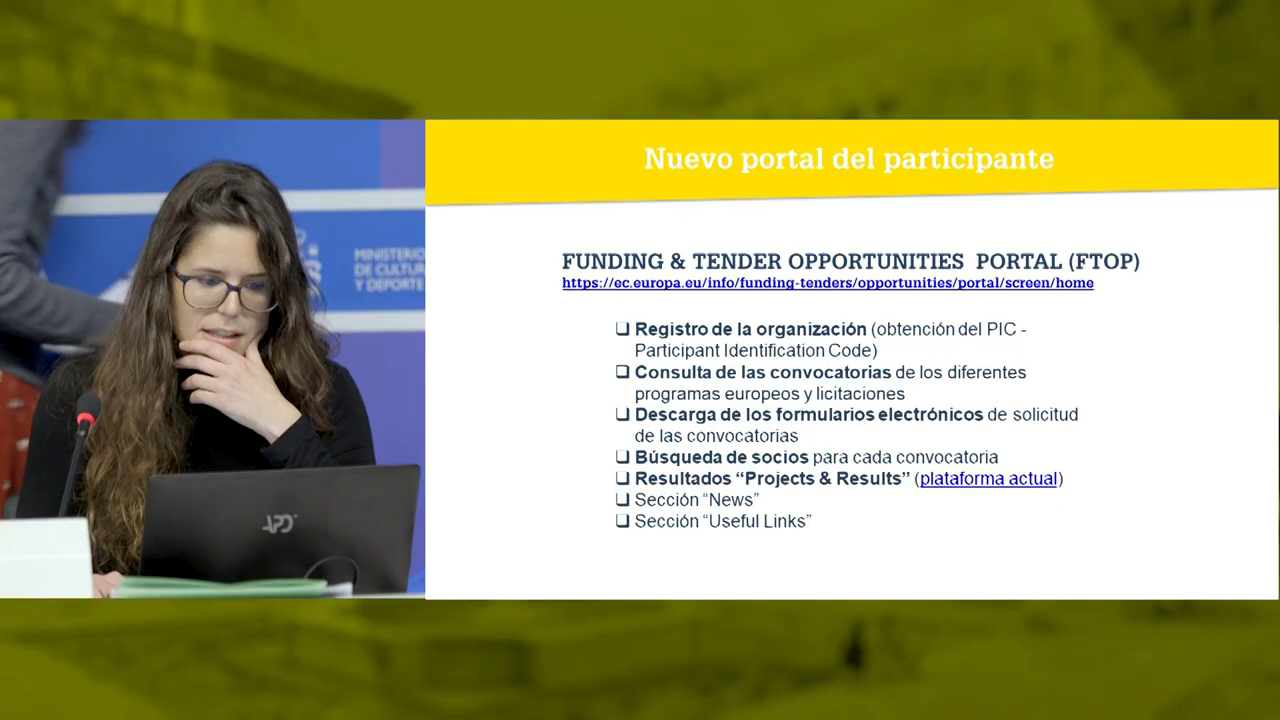 Nuevo portal del participante
MINISTERIO
DE CULTUR
Y DEPORTE
FUNDING & TENDER OPPORTUNITIES PORTAL (FTOP)
https://ec.europa.eu/info/funding-tenders/opportunities/portal/screen/home
❑ Registro de la organización (obtención del PIC -
Participant Identification Code)
❑ Consulta de las convocatorias de los diferentes
programas europeos y licitaciones
❑ Descarga de los formularios electrónicos de solicitud
de las convocatorias
❑ Búsqueda de socios para cada convocatoria
❑ Resultados “Projects & Results” (plataforma actual)
❑ Sección “News”
❑ Sección “Useful Links”